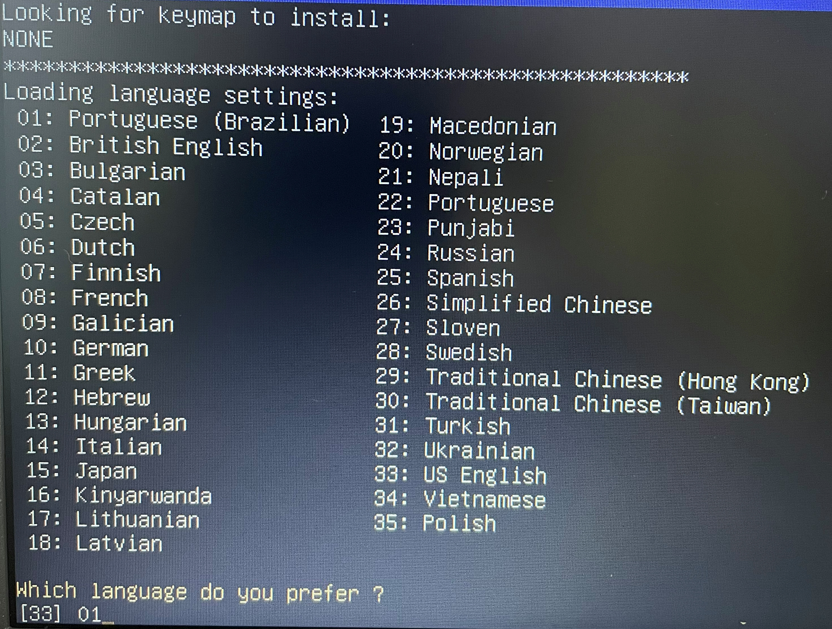 Looking for keymap to install:
NONE
*****************************************************************
Loading language settings:
01: Portuguese (Brazilian)
02: British English
03: Bulgarian
04: Catalan
05: Czech
06: Dutch
07: Finnish
08: French
09: Galician
10: German
11: Greek
12: Hebrew
13: Hungarian
14: Italian
15: Japan
16: Kinyarwanda
17: Lithuanian
18: Latvian
19: Macedonian
20: Norwegian
21: Nepali
22: Portuguese
23: Punjabi
24: Russian
25: Spanish
26: Simplified Chinese
27: Sloven
28: Swedish
29: Traditional Chinese (Hong Kong)
30: Traditional Chinese (Taiwan)
31: Turkish
32: Ukrainian
33: US English
34: Vietnamese
35: Polish
Which language do you prefer ?
[33] 01_